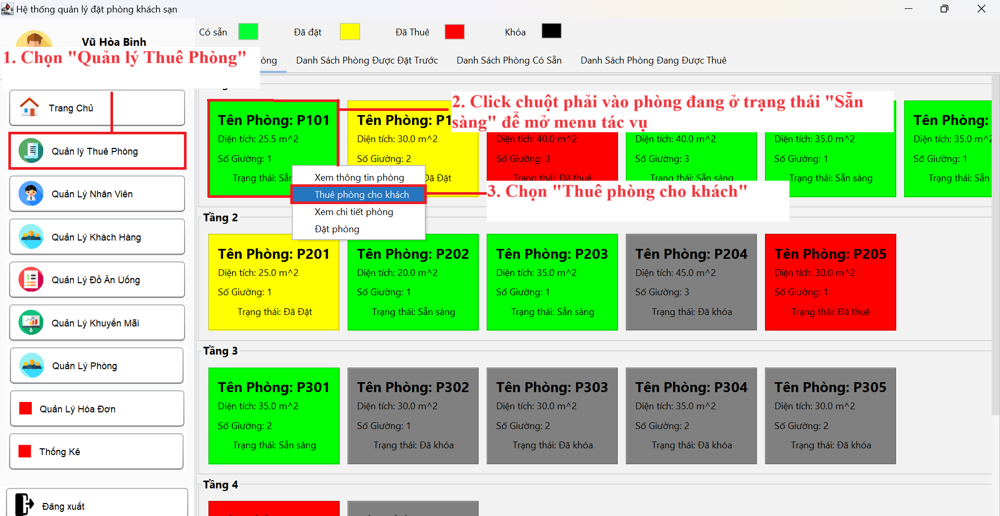 Hệ thống quản lý đặt phòng khách sạn
Vũ Hòa Bình
1. Chọn "Quản lý Thuê Phòng"
Trang Chủ
Quản lý Thuê Phòng
Quản Lý Nhân Viên
Quản Lý Khách Hàng
Quản Lý Đồ Ăn Uống
Quản Lý Khuyến Mãi
Quản Lý Phòng
Quản Lý Hóa Đơn
Thống Kê
Đăng xuất
Có sẵn Đã đặt Đã Thuê Khóa
òng Danh Sách Phòng Được Đặt Trước Danh Sách Phòng Có Sẵn Danh Sách Phòng Đang Được Thuê
2. Click chuột phải vào phòng đang ở trạng thái "Sẵn
sàng" để mở menu tác vụ
Tên Phòng: P101
Diện tích: 25.5 m^2
Số Giường: 1
Trạng thái: Sẵn
Tên Phòng: P1
Diện tích: 30.0 m^2
Số Giường: 2
Đã Đặt
Diện tích: 40.0 m^2
Số Giường: 3
Trạng thái: Đã thuê
Diện tích: 40.0 m^2
Số Giường: 3
Trạng thái: Sẵn sàng
Diện tích: 35.0 m^2
Số Giường: 1
Trạng thái: Sẵn sàng
Tên Phòng:
Diện tích: 35.0 m^2
Số Giường: 1
Trạng thái: Sẵn
Xem thông tin phòng
Thuê phòng cho khách
Xem chi tiết phòng
Đặt phòng
3. Chọn "Thuê phòng cho khách"
Tầng 2
Tên Phòng: P201
Diện tích: 25.0 m^2
Số Giường: 1
Trạng thái: Đã Đặt
Tên Phòng: P202
Diện tích: 20.0 m^2
Số Giường: 1
Trạng thái: Sẵn sàng
Tên Phòng: P203
Diện tích: 35.0 m^2
Số Giường: 1
Trạng thái: Sẵn sàng
Tên Phòng: P204
Diện tích: 45.0 m^2
Số Giường: 3
Trạng thái: Đã khóa
Tên Phòng: P205
Diện tích: 30.0 m^2
Số Giường: 1
Trạng thái: Đã thuê
Tầng 3
Tên Phòng: P301
Diện tích: 35.0 m^2
Số Giường: 2
Trạng thái: Sẵn sàng
Tên Phòng: P302
Diện tích: 30.0 m^2
Số Giường: 1
Trạng thái: Đã khóa
Tên Phòng: P303
Diện tích: 30.0 m^2
Số Giường: 2
Trạng thái: Đã khóa
Tên Phòng: P304
Diện tích: 35.0 m^2
Số Giường: 2
Trạng thái: Đã khóa
Tên Phòng: P305
Diện tích: 30.0 m^2
Số Giường: 2
Trạng thái: Đã khóa
Tầng 4